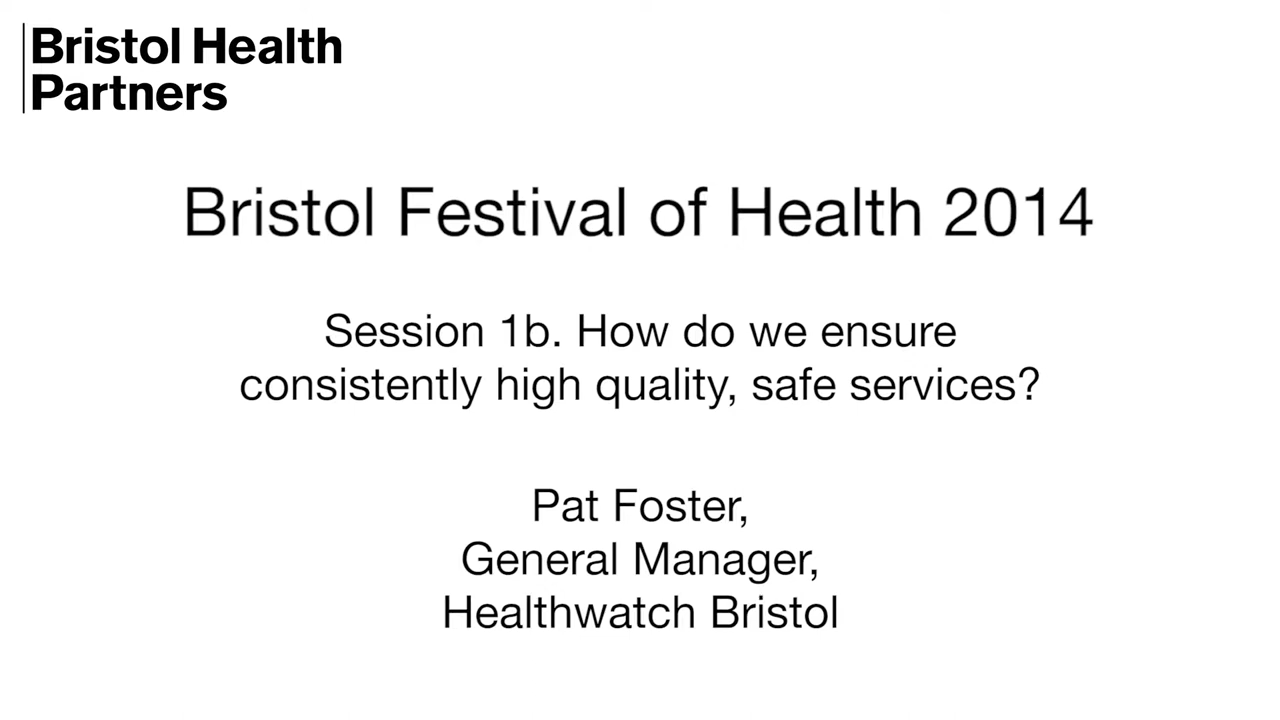 Bristol Health
Partners
Bristol Festival of Health 2014
Session 1b. How do we ensure
consistently high quality, safe services?
Pat Foster,
General Manager,
Healthwatch Bristol